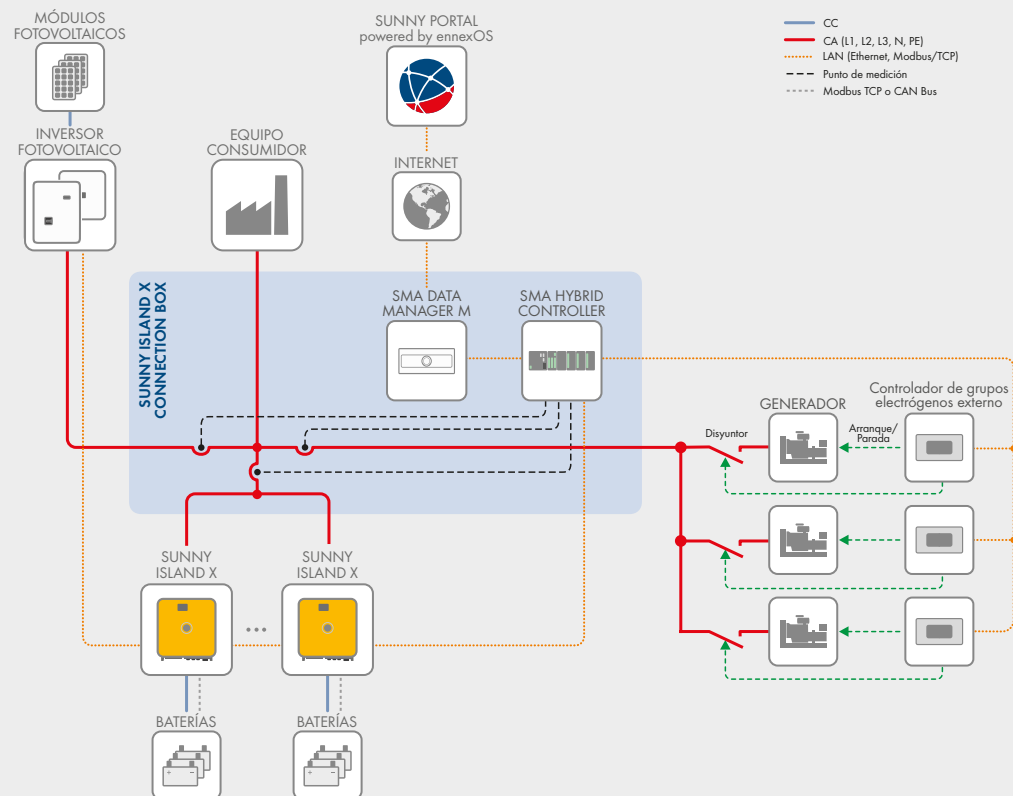 MÓDULOS
FOTOVOLTAICOS
SUNNY PORTAL
powered by ennexOS
CC
CA (L1, L2, L3, N, PE)
LAN (Ethernet, Modbus/TCP)
Punto de medición
Modbus TCP o CAN Bus
INVERSOR
FOTOVOLTAICO
EQUIPO
CONSUMIDOR
INTERNET
SUNNY ISLAND X
CONNECTION BOX
SMA DATA
MANAGER M
SMA HYBRID
CONTROLLER
GENERADOR
Controlador de grupos
electrógenos externo
Disyuntor
Arranque/
Parada
SUNNY
ISLAND X
SUNNY
ISLAND X
BATERÍAS
BATERÍAS